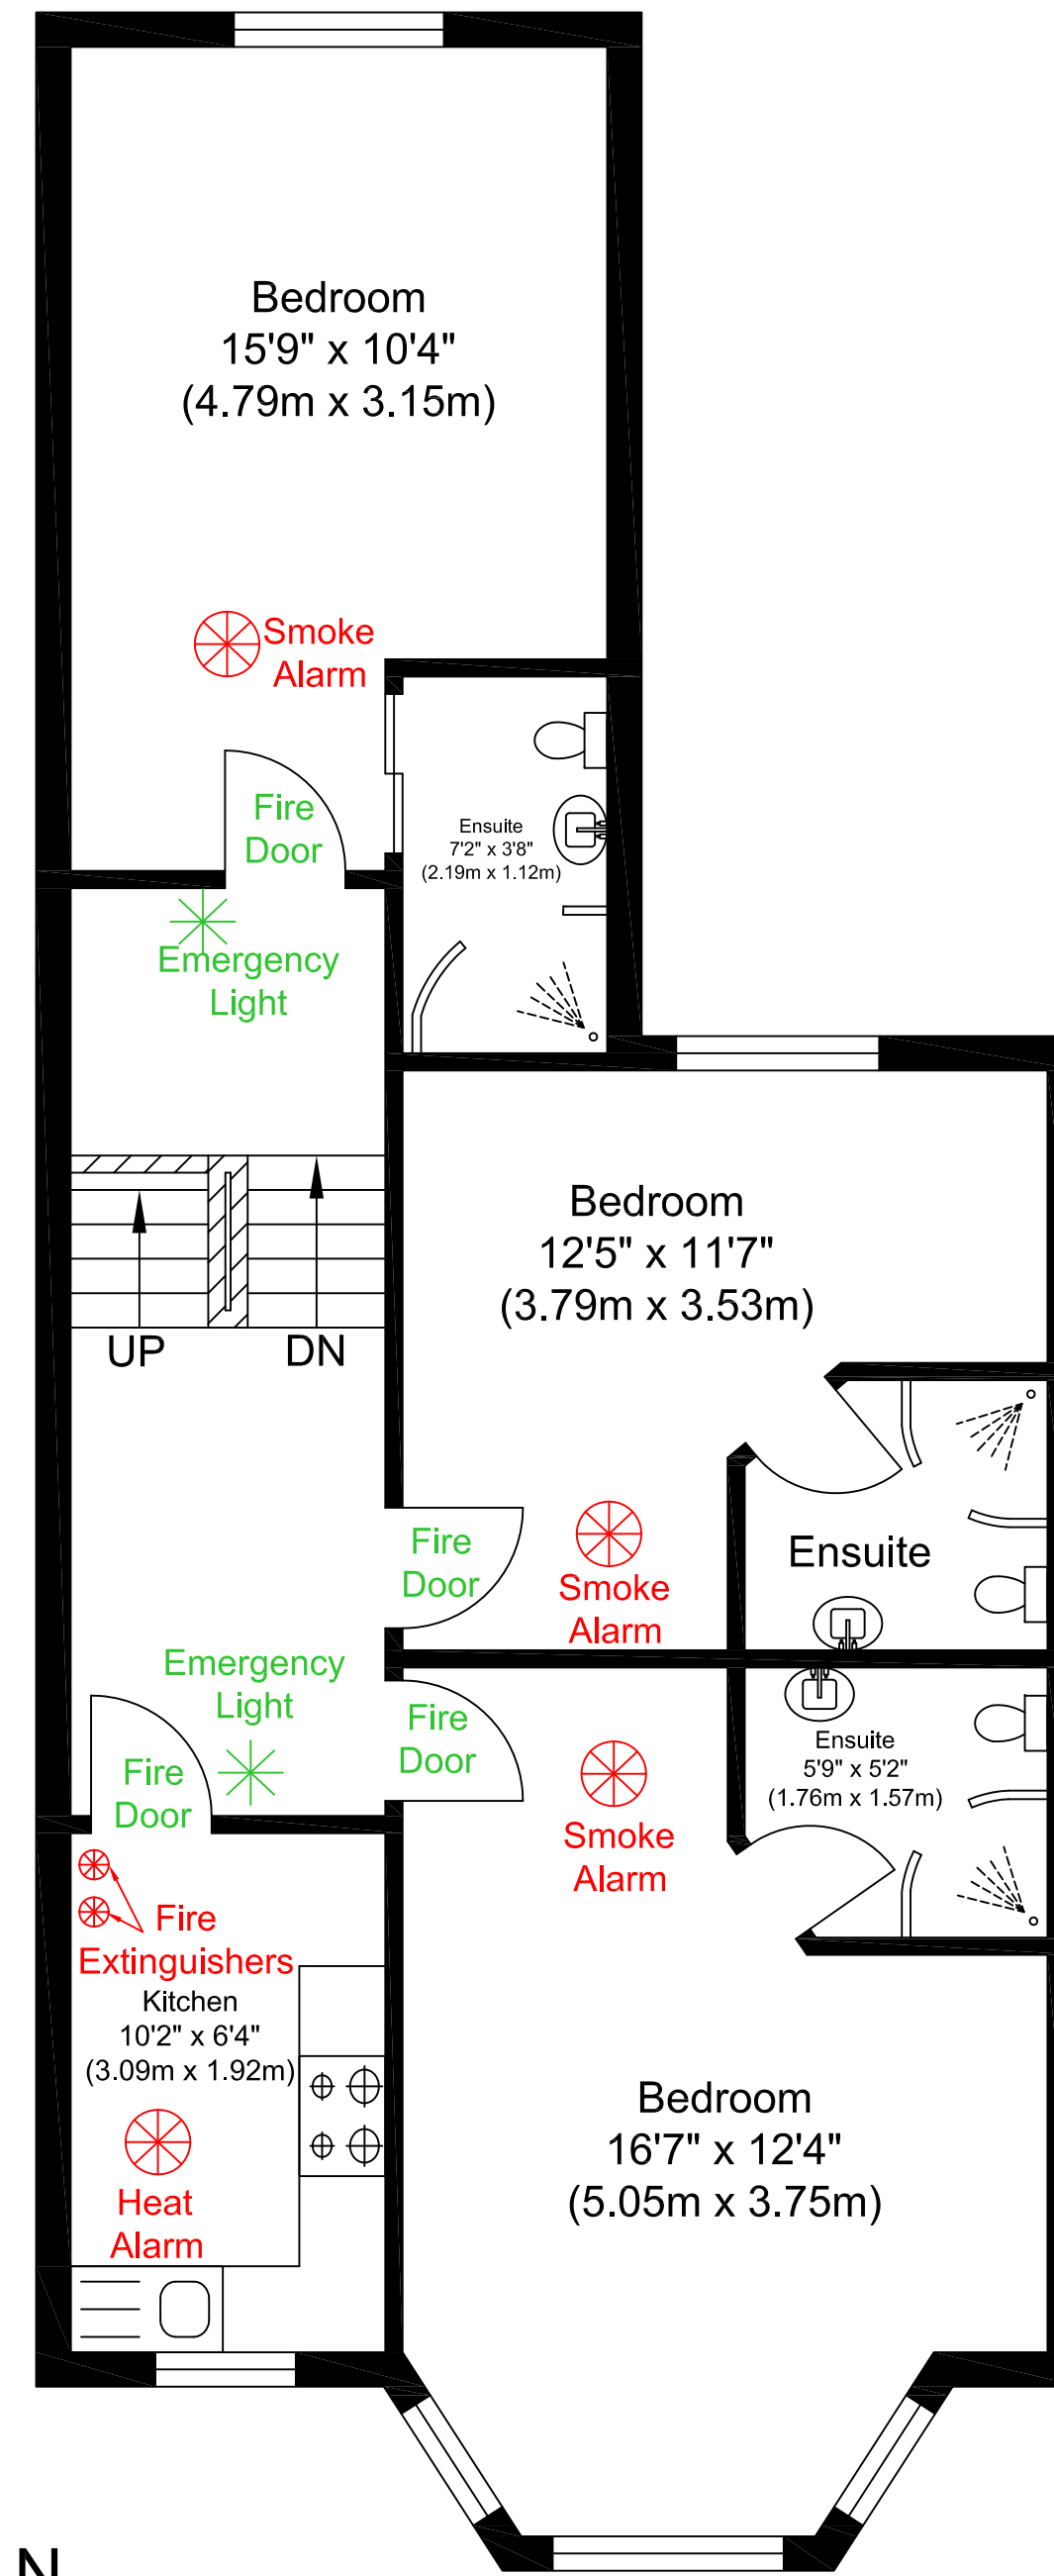 Bedroom
15'9" x 10'4"
(4.79m x 3.15m)
Smoke
Alarm
Fire
Door
Ensuite
7'2" x 3'8"
(2.19m x 1.12m)
Emergency
Light
Bedroom
12'5" x 11'7"
(3.79m x 3.53m)
UP
DN
Fire
Door
Ensuite
Smoke
Alarm
Emergency
Light
Fire
Door
Fire
Door
Ensuite
5'9" x 5'2"
(1.76m x 1.57m)
Smoke
Alarm
Fire
Extinguishers
Kitchen
10'2" x 6'4"
(3.09m x 1.92m)
Heat
Alarm
Bedroom
16'7" x 12'4"
(5.05m x 3.75m)
N